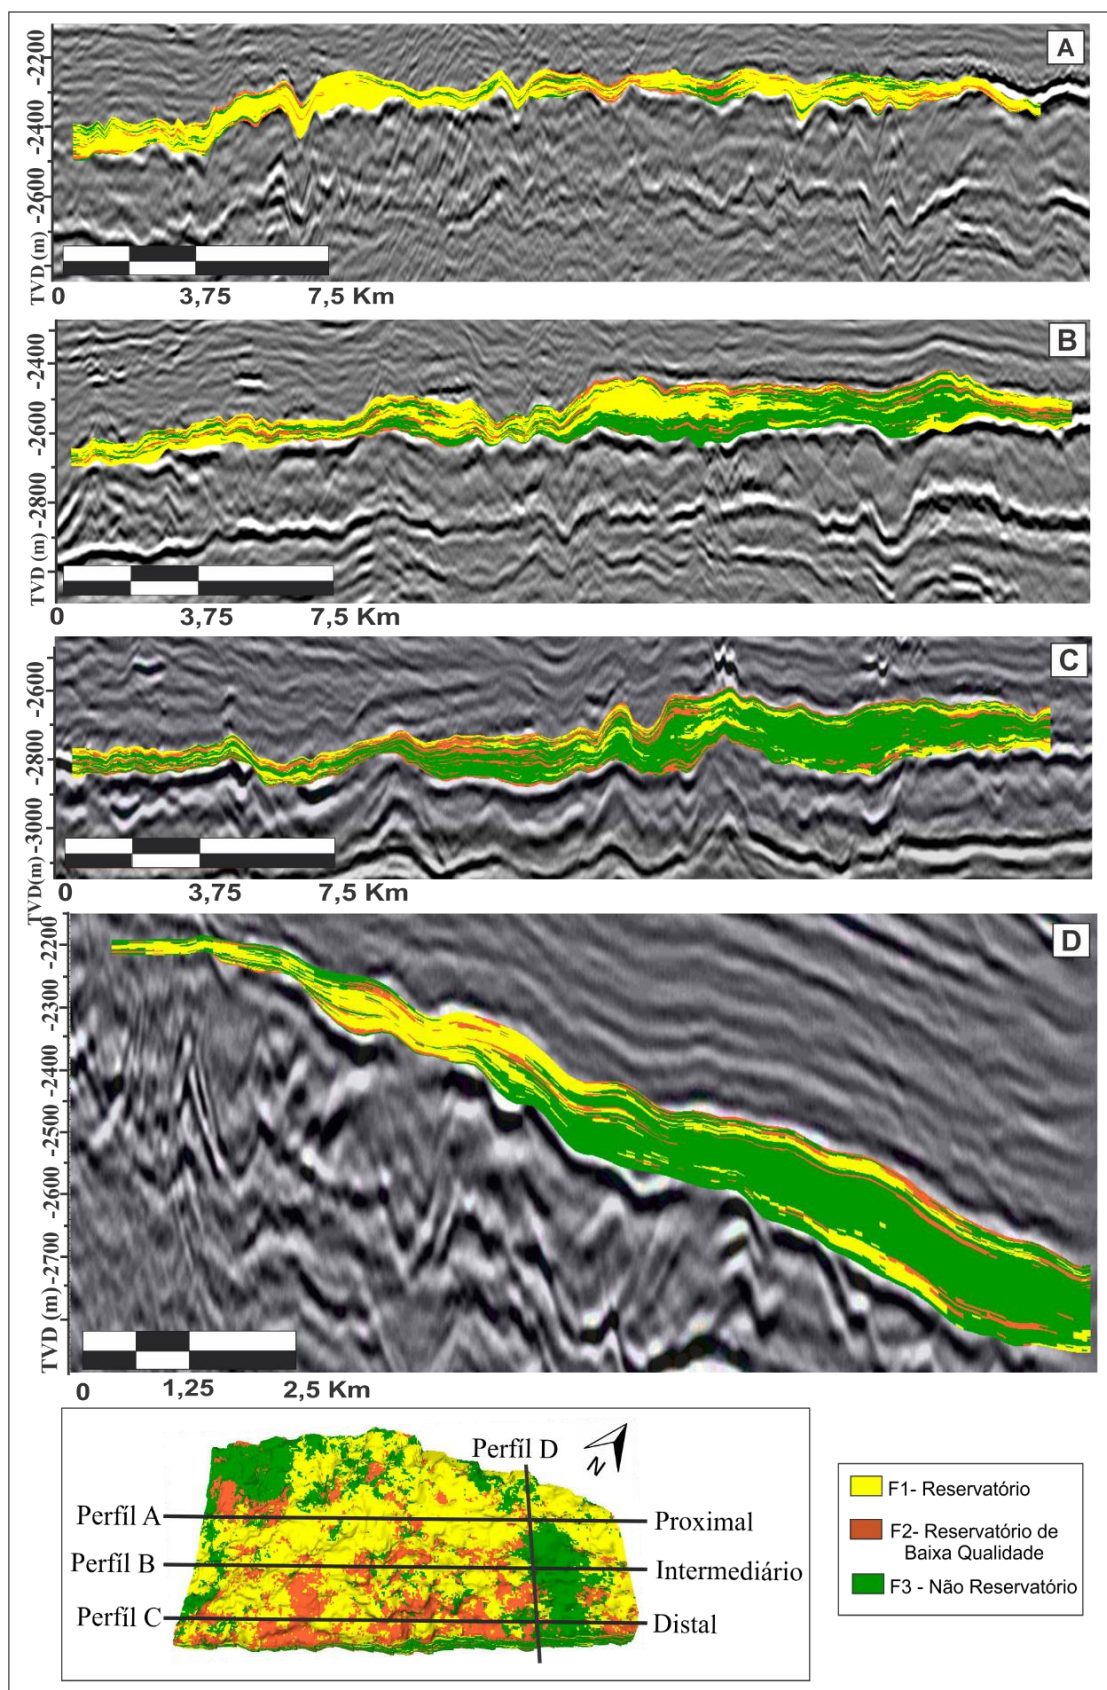 A
-2200
-2400
-2600
TVD (m)
0 3,75 7,5 Km
B
-2400
-2600
-2800
TVD (m)
0 3,75 7,5 Km
C
-2600
-2800
-3000
TVD(m)
0 3,75 7,5 Km
D
-2200
-2300
-2400
-2500
-2600
-2700
TVD (m)
0 1,25 2,5 Km
Perfíl D
N
Perfíl A Proximal
Perfíl B Intermediário
Perfíl C Distal
F1- Reservatório
F2- Reservatório de
Baixa Qualidade
F3 - Não Reservatório